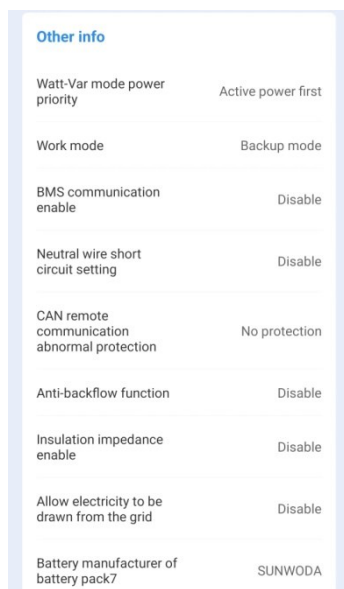 Other info
Watt-Var mode power
priority
Active power first
Work mode
Backup mode
BMS communication
enable
Disable
Neutral wire short
circuit setting
Disable
CAN remote
communication
abnormal protection
No protection
Anti-backflow function
Disable
Insulation impedance
enable
Disable
Allow electricity to be
drawn from the grid
Disable
Battery manufacturer of
battery pack7
SUNWODA